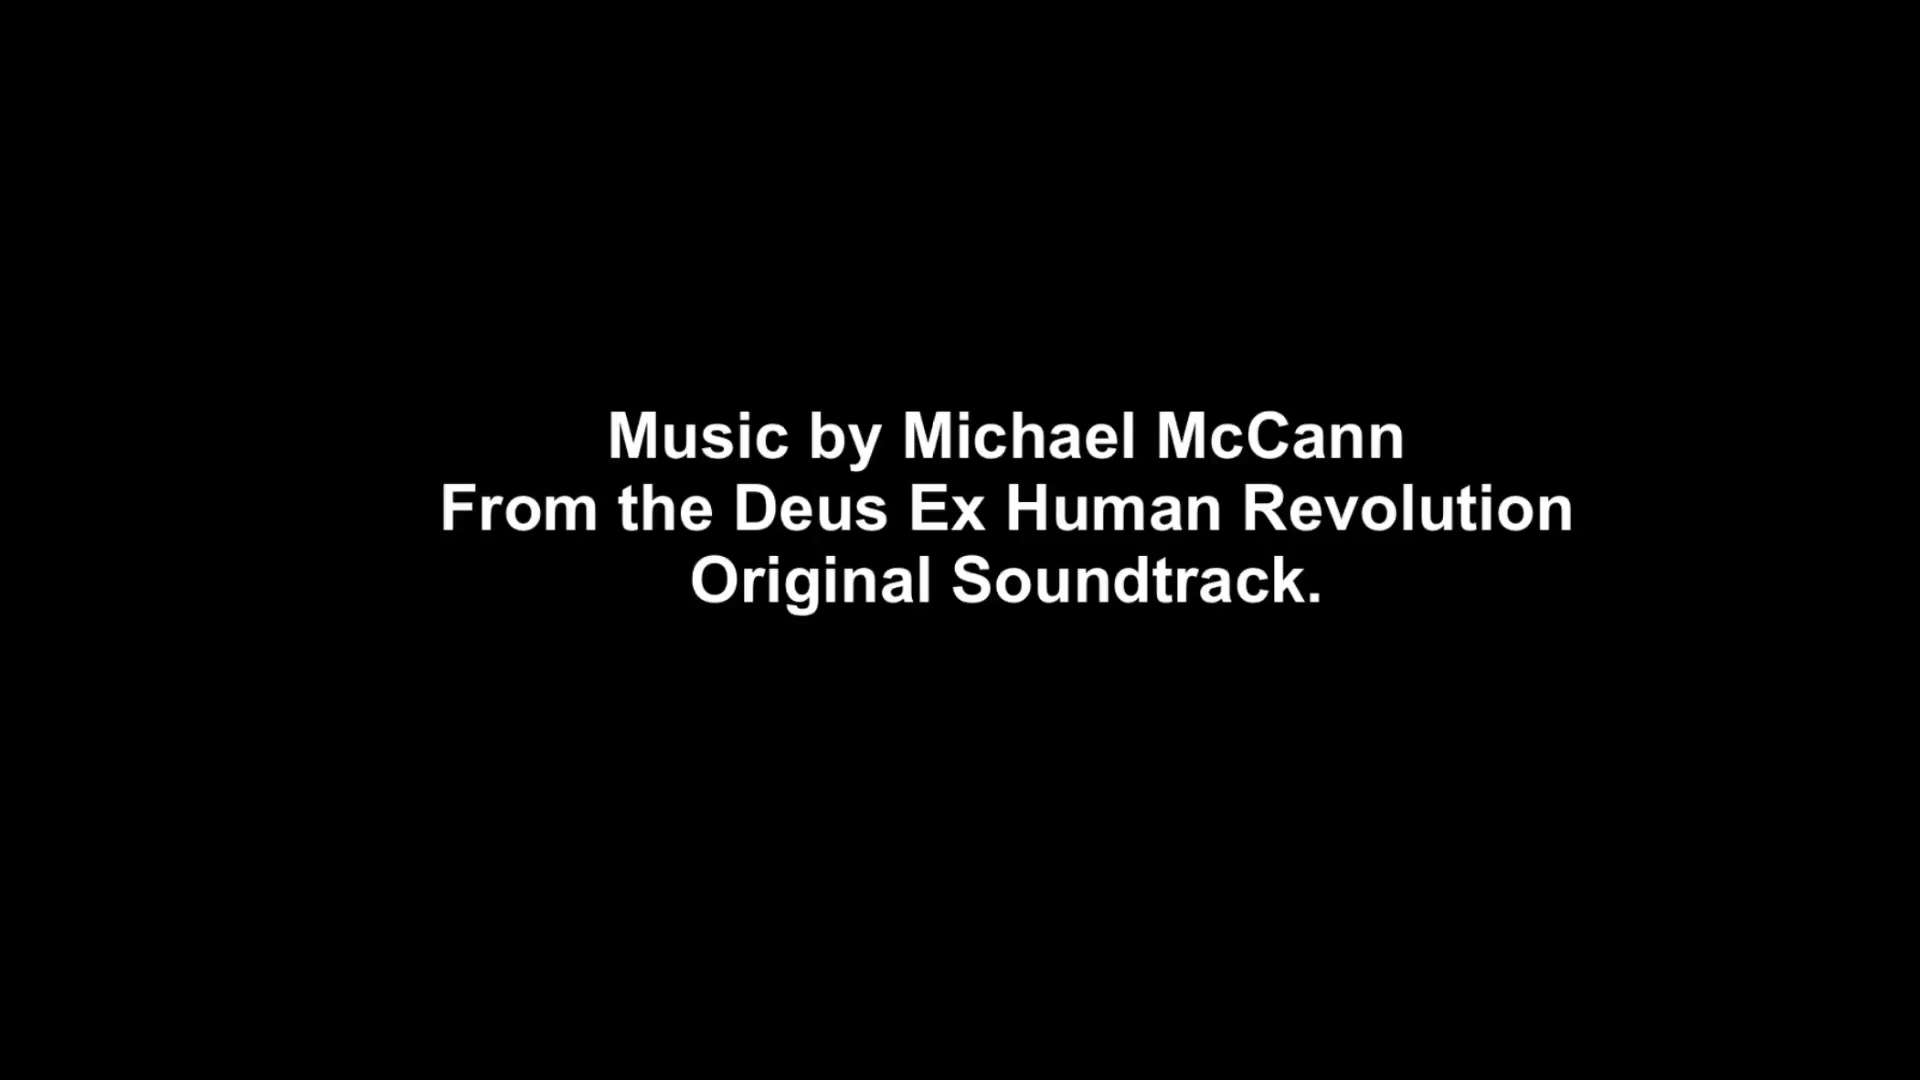 Music by Michael McCann
From the Deus Ex Human Revolution
Original Soundtrack.